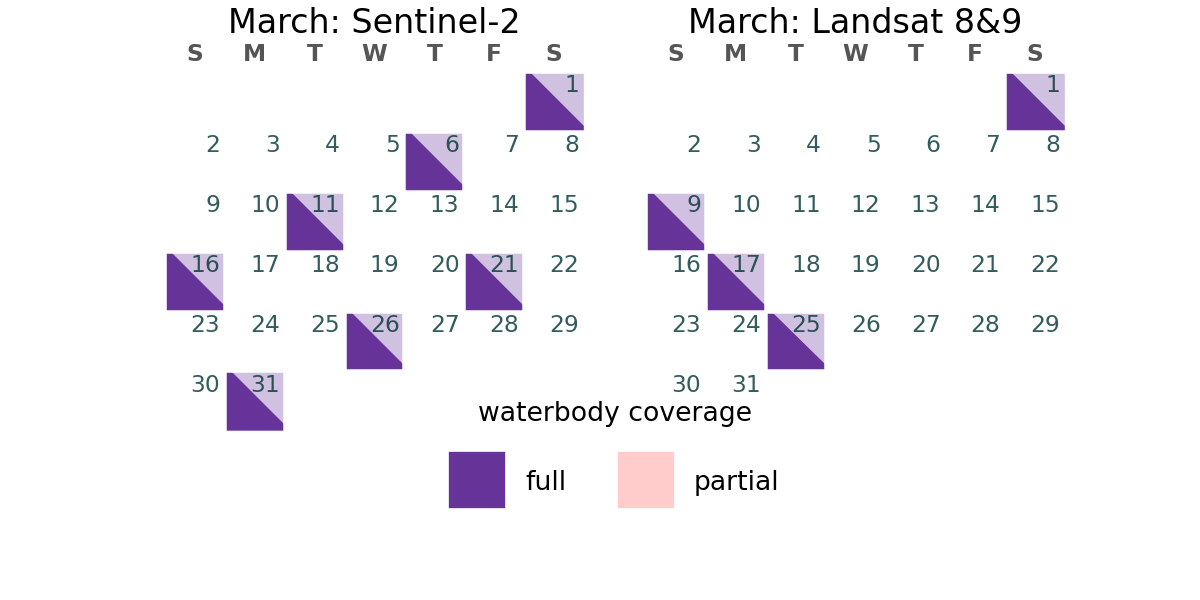 March: Sentinel-2
S M T W T F S
1
2 3 4 5 6 7 8
9 10 11 12 13 14 15
16 17 18 19 20 21 22
23 24 25 26 27 28 29
30 31
March: Landsat 8&9
S M T W T F S
1
2 3 4 5 6 7 8
9 10 11 12 13 14 15
16 17 18 19 20 21 22
23 24 25 26 27 28 29
30 31
waterbody coverage
full partial